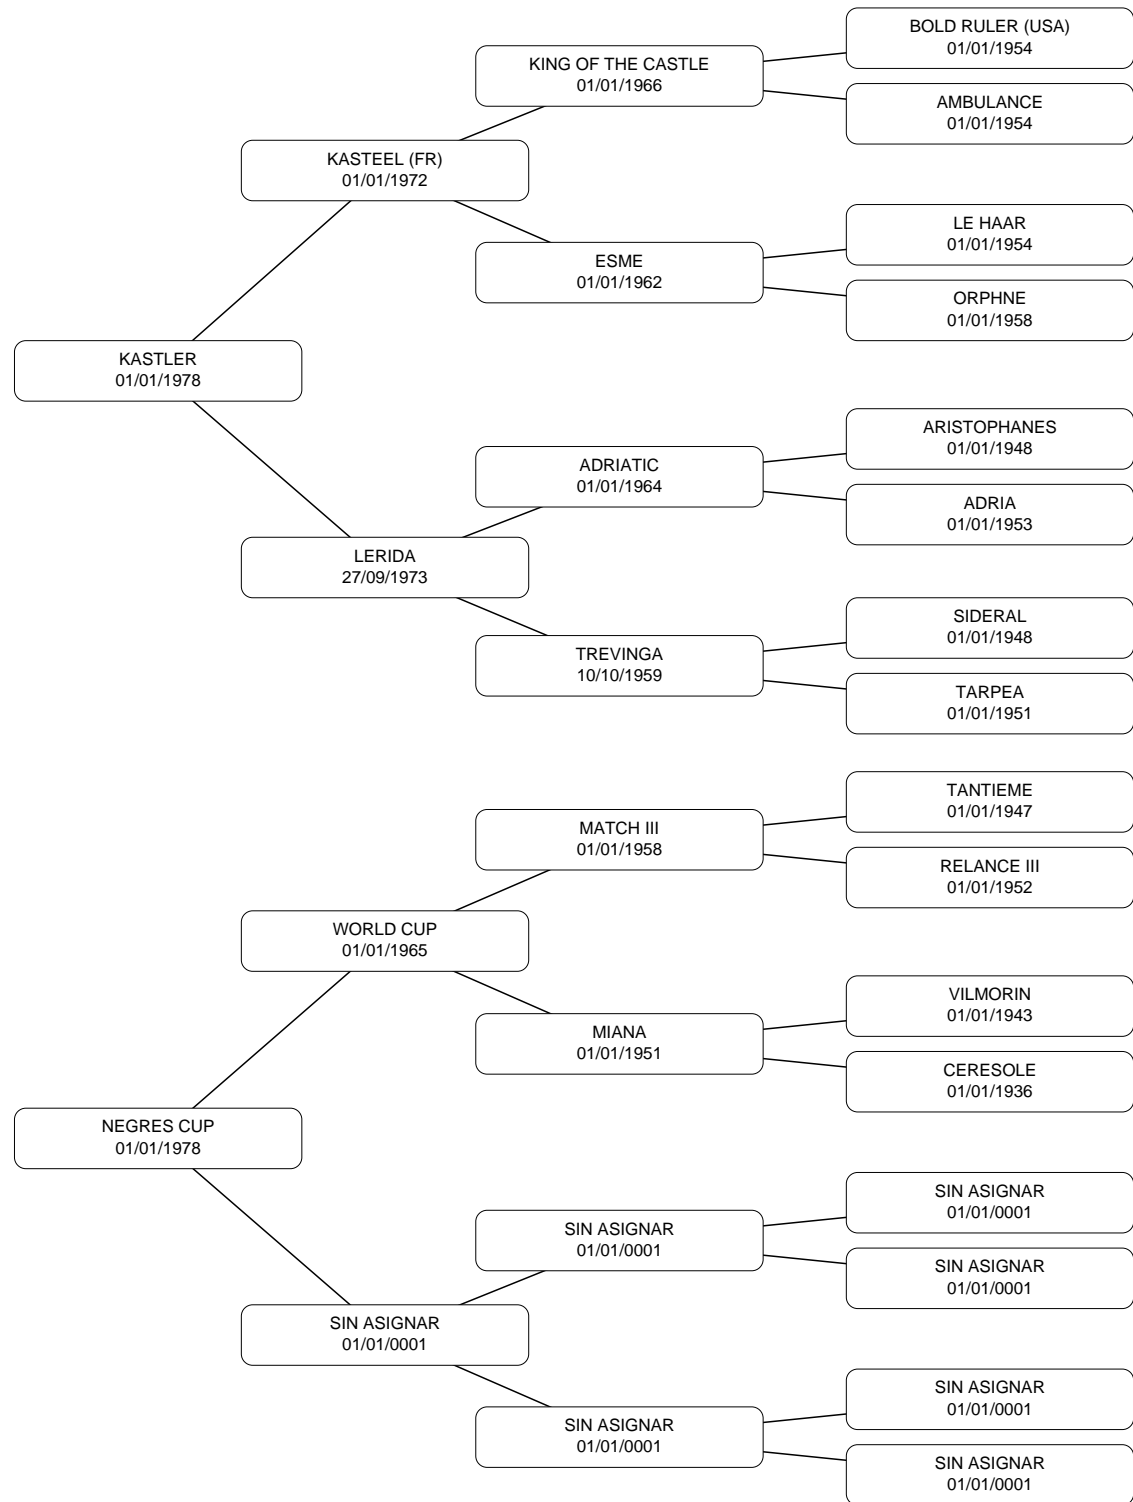 BOLD RULER (USA)
01/01/1954
KING OF THE CASTLE
01/01/1966
AMBULANCE
01/01/1954
KASTEEL (FR)
01/01/1972
LE HAAR
01/01/1954
ESME
01/01/1962
ORPHNE
01/01/1958
KASTLER
01/01/1978
ARISTOPHANES
01/01/1948
ADRIATIC
01/01/1964
ADRIA
01/01/1953
LERIDA
27/09/1973
SIDERAL
01/01/1948
TREVINGA
10/10/1959
TARPEA
01/01/1951
TANTIEME
01/01/1947
MATCH III
01/01/1958
RELANCE III
01/01/1952
WORLD CUP
01/01/1965
VILMORIN
01/01/1943
MIANA
01/01/1951
CERESOLE
01/01/1936
NEGRES CUP
01/01/1978
SIN ASIGNAR
01/01/0001
SIN ASIGNAR
01/01/0001
SIN ASIGNAR
01/01/0001
SIN ASIGNAR
01/01/0001
SIN ASIGNAR
01/01/0001
SIN ASIGNAR
01/01/0001
SIN ASIGNAR
01/01/0001